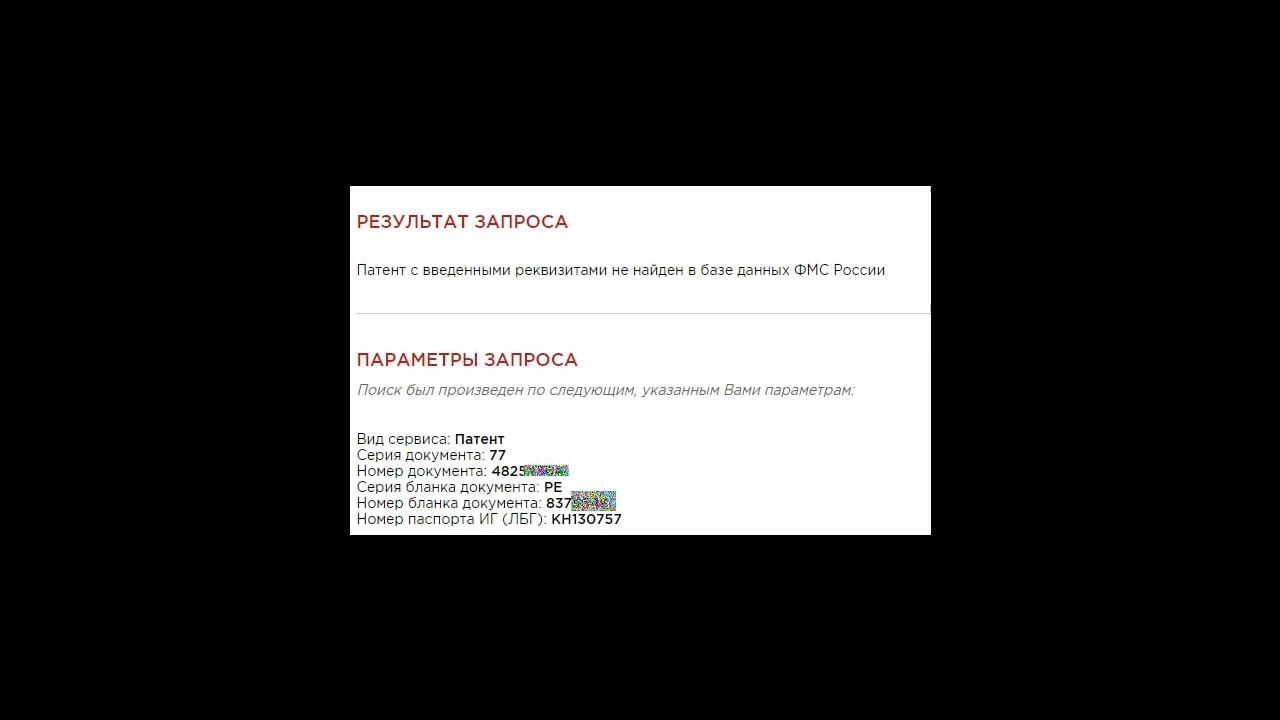 РЕЗУЛЬТАТ ЗАПРОСА
Патент с введенными реквизитами не найден в базе данных ФМС России
ПАРАМЕТРЫ ЗАПРОСА
Поиск был произведен по следующим, указанным Вами параметрам:
Вид сервиса: Патент
Серия документа: 77
Номер документа: 4825
Серия бланка документа: РЕ
Номер бланка документа: 837
Номер паспорта ИГ (ЛБГ): КН130757